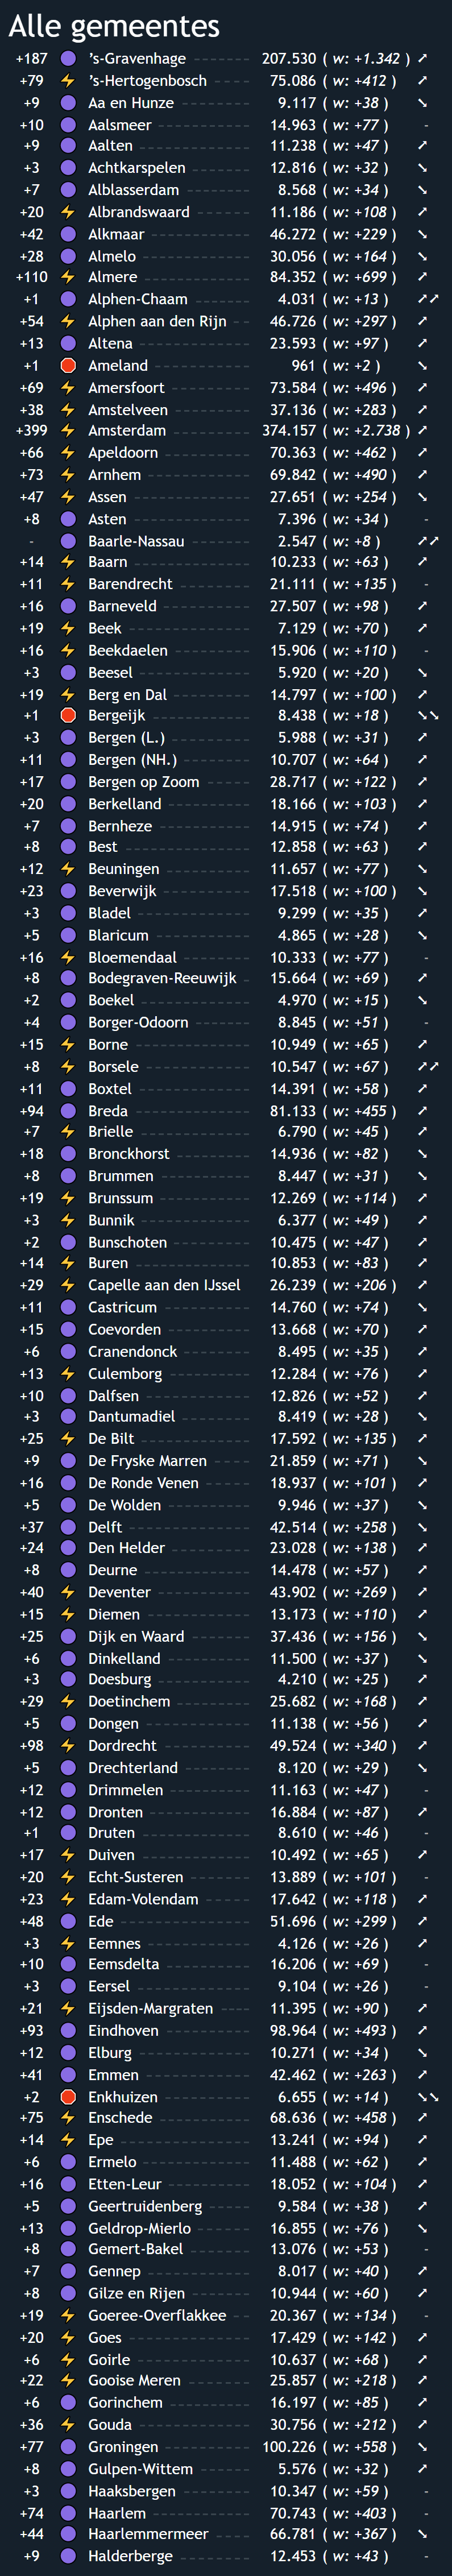 Alle gemeentes
+187 's-Gravenhage 207.530 ( w: +1.342 )
+79 's-Hertogenbosch 75.086 ( w: +412 )
+9 Aa en Hunze 9.117 ( w: +38 )
+10 Aalsmeer 14.963 ( w: +77 ) -
+9 Aalten 11.238 ( w: +47 )
+3 Achtkarspelen 12.816 ( w: +32 )
+7 Alblasserdam 8.568 ( w: +34 )
+20 Albrandswaard 11.186 ( w: +108 )
+42 Alkmaar 46.272 ( w: +229 )
+28 Almelo 30.056 ( w: +164 )
+110 Almere 84.352 ( w: +699 )
+1 Alphen-Chaam 4.031 ( w: +13 )
+54 Alphen aan den Rijn 46.726 ( w: +297 )
+13 Altena 23.593 ( w: +97 )
+1 Ameland 961 ( w: +2 )
+69 Amersfoort 73.584 ( w: +496 )
+38 Amstelveen 37.136 ( w: +283 )
+399 Amsterdam 374.157 ( w: +2.738 )
+66 Apeldoorn 70.363 ( w: +462 )
+73 Arnhem 69.842 ( w: +490 )
+47 Assen 27.651 ( w: +254 )
+8 Asten 7.396 ( w: +34 ) -
- Baarle-Nassau 2.547 ( w: +8 )
+14 Baarn 10.233 ( w: +63 )
+11 Barendrecht 21.111 ( w: +135 ) -
+16 Barneveld 27.507 ( w: +98 )
+19 Beek 7.129 ( w: +70 )
+16 Beekdaelen 15.906 ( w: +110 ) -
+3 Beesel 5.920 ( w: +20 )
+19 Berg en Dal 14.797 ( w: +100 )
+1 Bergeijk 8.438 ( w: +18 )
+3 Bergen (L.) 5.988 ( w: +31 )
+11 Bergen (NH.) 10.707 ( w: +64 )
+17 Bergen op Zoom 28.717 ( w: +122 )
+20 Berkelland 18.166 ( w: +103 )
+7 Bernheze 14.915 ( w: +74 )
+8 Best 12.858 ( w: +63 )
+12 Beuningen 11.657 ( w: +77 )
+23 Beverwijk 17.518 ( w: +100 )
+3 Bladel 9.299 ( w: +35 )
+5 Blaricum 4.865 ( w: +28 )
+16 Bloemendaal 10.333 ( w: +77 ) -
+8 Bodegraven-Reeuwijk 15.664 ( w: +69 )
+2 Boekel 4.970 ( w: +15 )
+4 Borger-Odoorn 8.845 ( w: +51 ) -
+15 Borne 10.949 ( w: +65 )
+8 Borsele 10.547 ( w: +67 )
+11 Boxtel 14.391 ( w: +58 )
+94 Breda 81.133 ( w: +455 )
+7 Brielle 6.790 ( w: +45 )
+18 Bronckhorst 14.936 ( w: +82 )
+8 Brummen 8.447 ( w: +31 )
+19 Brunssum 12.269 ( w: +114 )
+3 Bunnik 6.377 ( w: +49 )
+2 Bunschoten 10.475 ( w: +47 )
+14 Buren 10.853 ( w: +83 )
+29 Capelle aan den IJssel 26.239 ( w: +206 )
+11 Castricum 14.760 ( w: +74 )
+15 Coevorden 13.668 ( w: +70 )
+6 Cranendonck 8.495 ( w: +35 )
+13 Culemborg 12.284 ( w: +76 )
+10 Dalfsen 12.826 ( w: +52 )
+3 Dantumadiel 8.419 ( w: +28 )
+25 De Bilt 17.592 ( w: +135 )
+9 De Fryske Marren 21.859 ( w: +71 )
+16 De Ronde Venen 18.937 ( w: +101 )
+5 De Wolden 9.946 ( w: +37 )
+37 Delft 42.514 ( w: +258 )
+24 Den Helder 23.028 ( w: +138 )
+8 Deurne 14.478 ( w: +57 )
+40 Deventer 43.902 ( w: +269 )
+15 Diemen 13.173 ( w: +110 )
+25 Dijk en Waard 37.436 ( w: +156 )
+6 Dinkelland 11.500 ( w: +37 )
+3 Doesburg 4.210 ( w: +25 )
+29 Doetinchem 25.682 ( w: +168 )
+5 Dongen 11.138 ( w: +56 )
+98 Dordrecht 49.524 ( w: +340 )
+5 Drechterland 8.120 ( w: +29 )
+12 Drimmelen 11.163 ( w: +47 ) -
+12 Dronten 16.884 ( w: +87 )
+1 Druten 8.610 ( w: +46 ) -
+17 Duiven 10.492 ( w: +65 )
+20 Echt-Susteren 13.889 ( w: +101 ) -
+23 Edam-Volendam 17.642 ( w: +118 )
+48 Ede 51.696 ( w: +299 )
+3 Eemnes 4.126 ( w: +26 )
+10 Eemsdelta 16.206 ( w: +69 ) -
+3 Eersel 9.104 ( w: +26 ) -
+21 Eijsden-Margraten 11.395 ( w: +90 )
+93 Eindhoven 98.964 ( w: +493 )
+12 Elburg 10.271 ( w: +34 )
+41 Emmen 42.462 ( w: +263 )
+2 Enkhuizen 6.655 ( w: +14 )
+75 Enschede 68.636 ( w: +458 )
+14 Epe 13.241 ( w: +94 )
+6 Ermelo 11.488 ( w: +62 )
+16 Etten-Leur 18.052 ( w: +104 )
+5 Geertruidenberg 9.584 ( w: +38 )
+13 Geldrop-Mierlo 16.855 ( w: +76 )
+8 Gemert-Bakel 13.076 ( w: +53 ) -
+7 Gennep 8.017 ( w: +40 )
+8 Gilze en Rijen 10.944 ( w: +60 )
+19 Goeree-Overflakkee 20.367 ( w: +134 ) -
+20 Goes 17.429 ( w: +142 )
+6 Goirle 10.637 ( w: +68 )
+22 Gooise Meren 25.857 ( w: +218 )
+6 Gorinchem 16.197 ( w: +85 )
+36 Gouda 30.756 ( w: +212 )
+77 Groningen 100.226 ( w: +558 )
+8 Gulpen-Wittem 5.576 ( w: +32 )
+3 Haaksbergen 10.347 ( w: +59 ) -
+74 Haarlem 70.743 ( w: +403 ) -
+44 Haarlemmermeer 66.781 ( w: +367 )
+9 Halderberge 12.453 ( w: +43 ) -